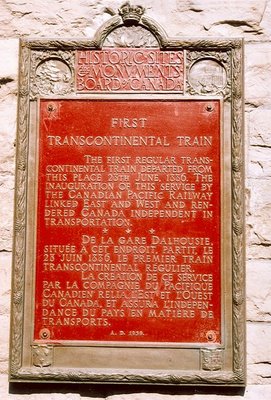 HISTORIC SITES
AND MONUMENTS
BOARD OF CANADA
FIRST
TRANSCONTINENTAL TRAIN
THE FIRST REGULAR TRANS-
CONTINENTAL TRAIN DEPARTED FROM
THIS PLACE 28TH JUNE, 1886. THE
INAUGURATION OF THIS SERVICE BY
THE CANADIAN PACIFIC RAILWAY
LINKED EAST AND WEST AND REN-
DERED CANADA INDEPENDENT IN
TRANSPORTATION.
DE LA GARE DALHOUSIE,
SITUÉE À CET ENDROIT, PARTIT, LE
28 JUIN 1886, LE PREMIER TRAIN
TRANSCONTINENTAL RÉGULIER.
LA CRÉATION DE CE SERVICE
PAR LA COMPAGNIE DU PACIFIQUE
CANADIEN RELIA L'EST ET L'OUEST
DU CANADA ET ASSURA L'INDÉPEN-
DANCE DU PAYS EN MATIÈRE DE
TRANSPORTS.
A. D. 1939.